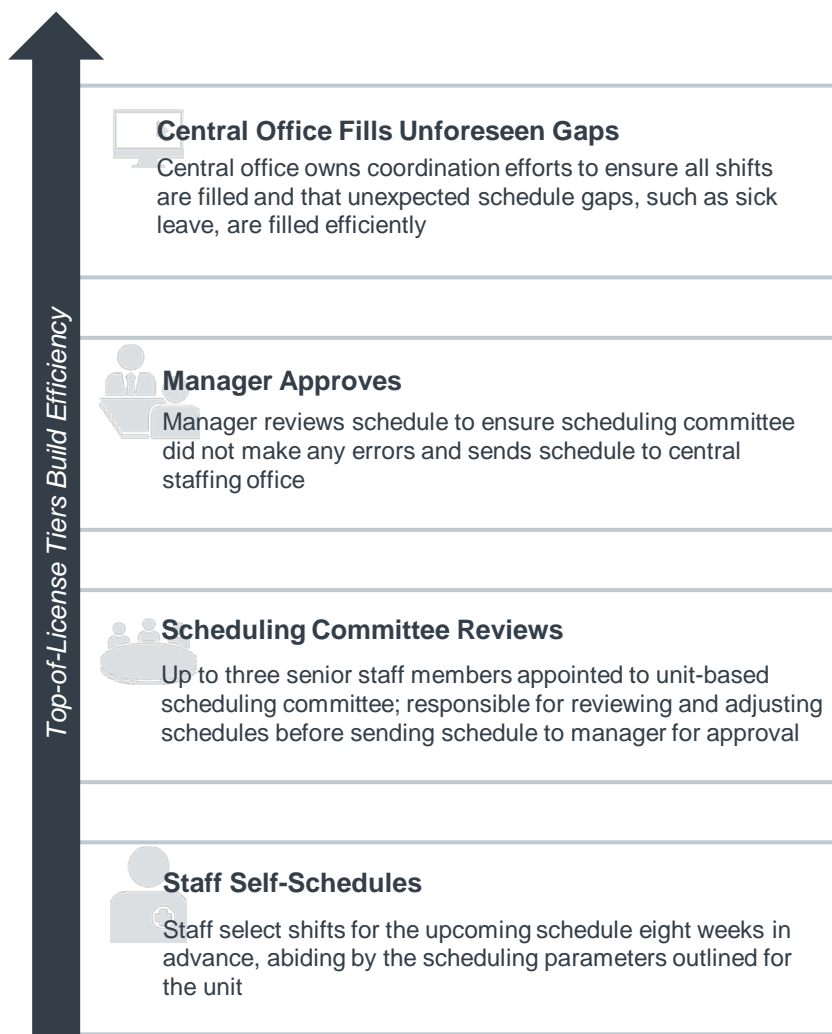 Central Office Fills Unforeseen Gaps
Central office owns coordination efforts to ensure all shifts
are filled and that unexpected schedule gaps, such as sick
leave, are filled efficiently
Manager Approves
Manager reviews schedule to ensure scheduling committee
did not make any errors and sends schedule to central
staffing office
Top-of-License Tiers Build Efficiency
Scheduling Committee Reviews
Up to three senior staff members appointed to unit-based
scheduling committee; responsible for reviewing and adjusting
schedules before sending schedule to manager for approval
Staff Self-Schedules
Staff select shifts for the upcoming schedule eight weeks in
advance, abiding by the scheduling parameters outlined for
the unit